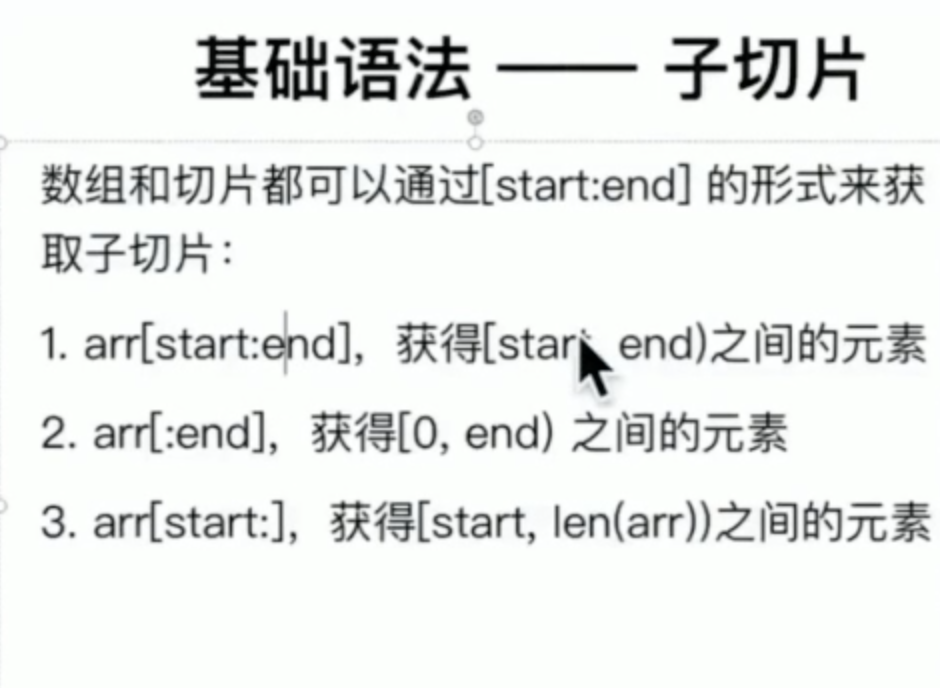 基础语法 —— 子切片
数组和切片都可以通过[start:end] 的形式来获
取子切片：
1. arr[start:end]，获得[start, end)之间的元素
2. arr[:end]，获得[0, end) 之间的元素
3. arr[start:]，获得[start, len(arr))之间的元素